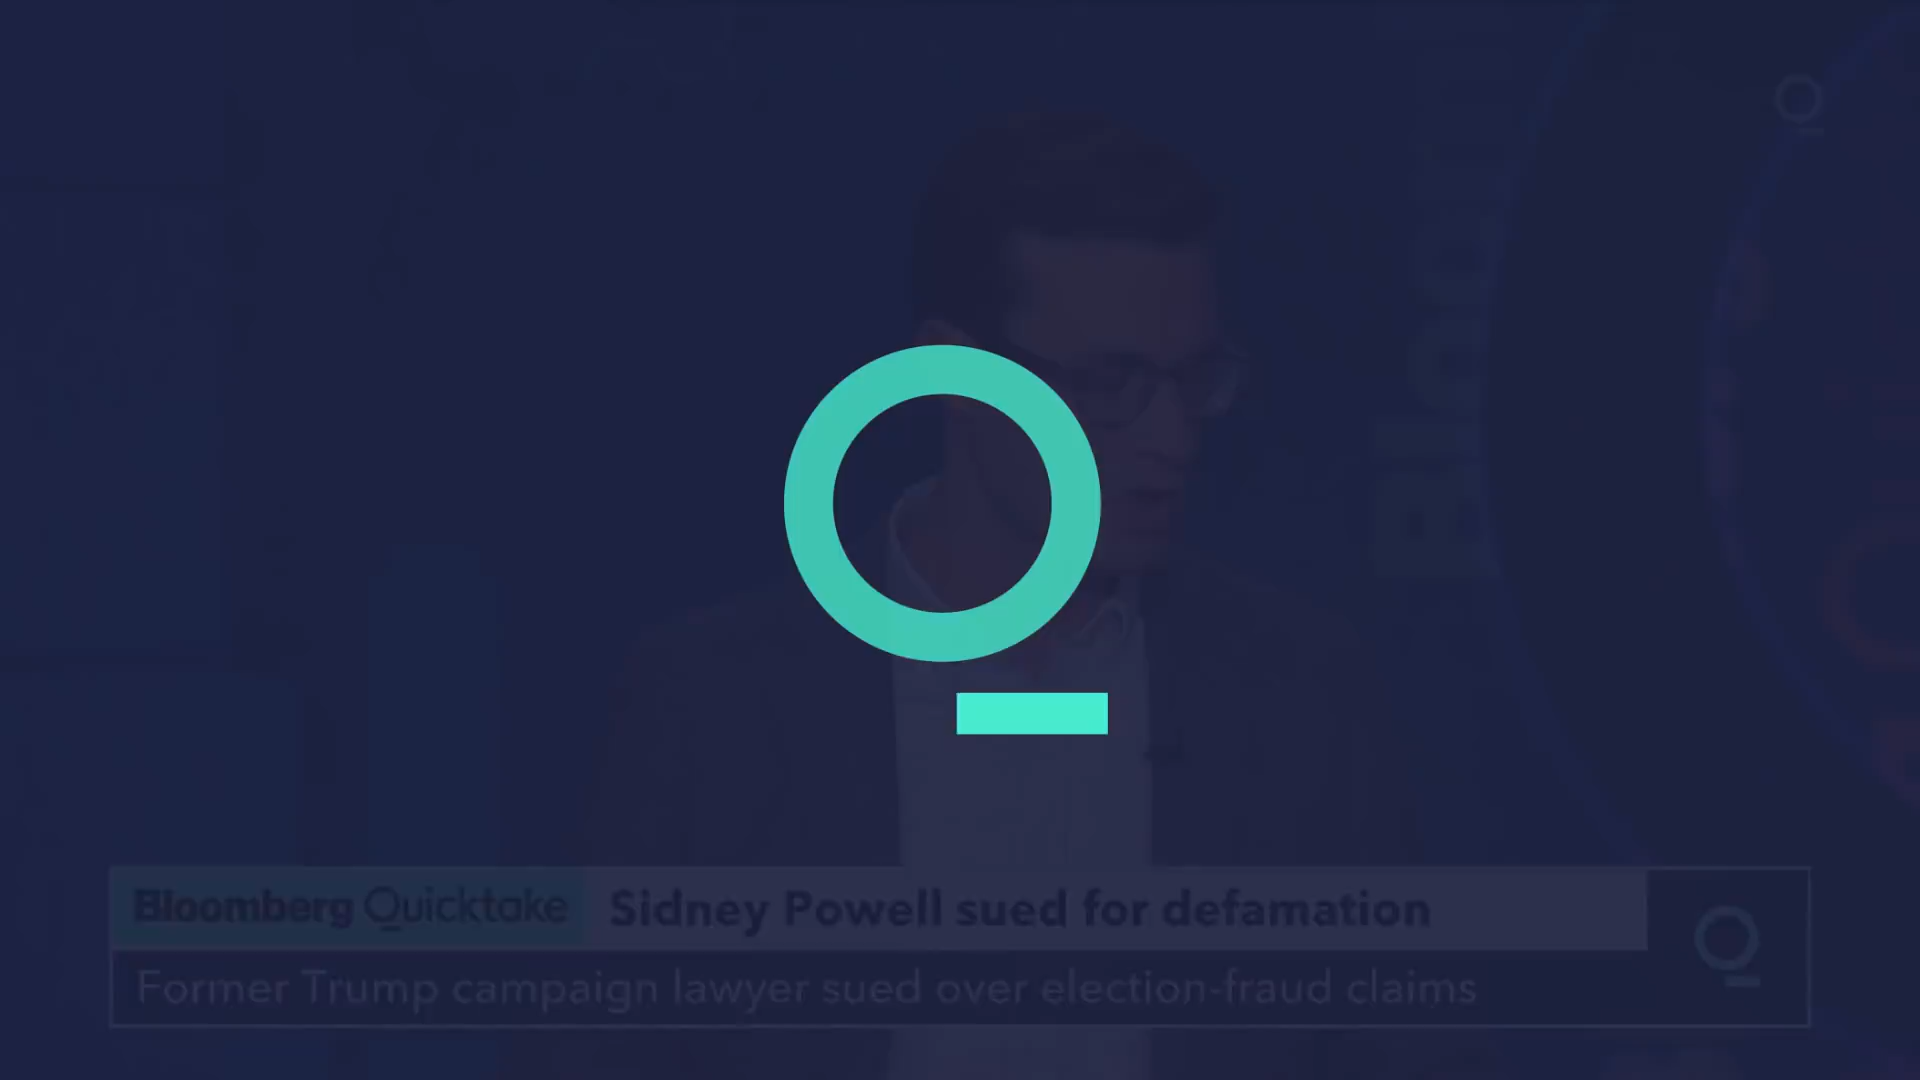 Bloomberg Quicktake Sidney Powell sued for defamation
Former Trump campaign lawyer sued over election-fraud claims